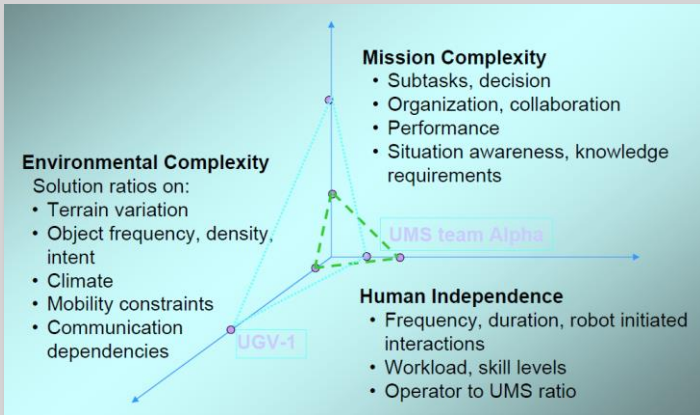 Mission Complexity
• Subtasks, decision
• Organization, collaboration
• Performance
• Situation awareness, knowledge
requirements
Environmental Complexity
Solution ratios on:
• Terrain variation
• Object frequency, density,
intent
• Climate
• Mobility constraints
• Communication
dependencies
UMS team Alpha
UGV-1
Human Independence
• Frequency, duration, robot initiated
interactions
• Workload, skill levels
• Operator to UMS ratio